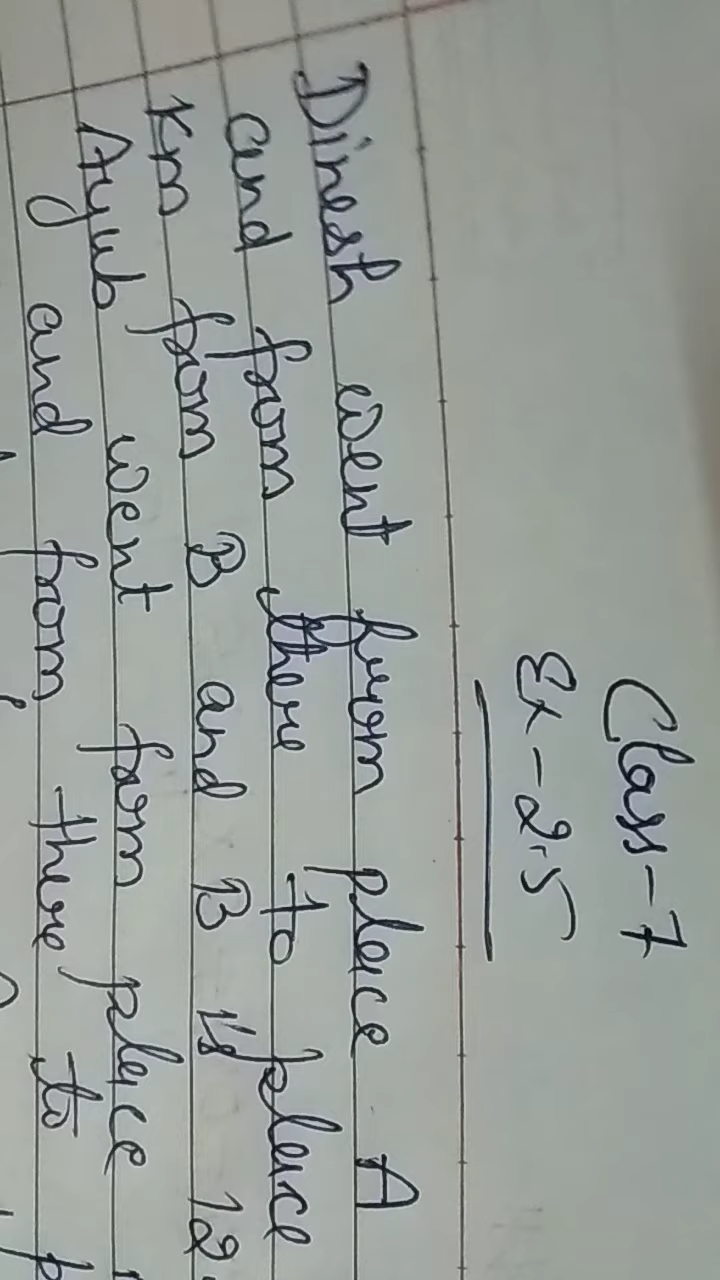 Class-7
Ex-2.5
Dinesh went from place A
and from there to place
Km from B and B is 12.
Ayub went farm place
and from there to